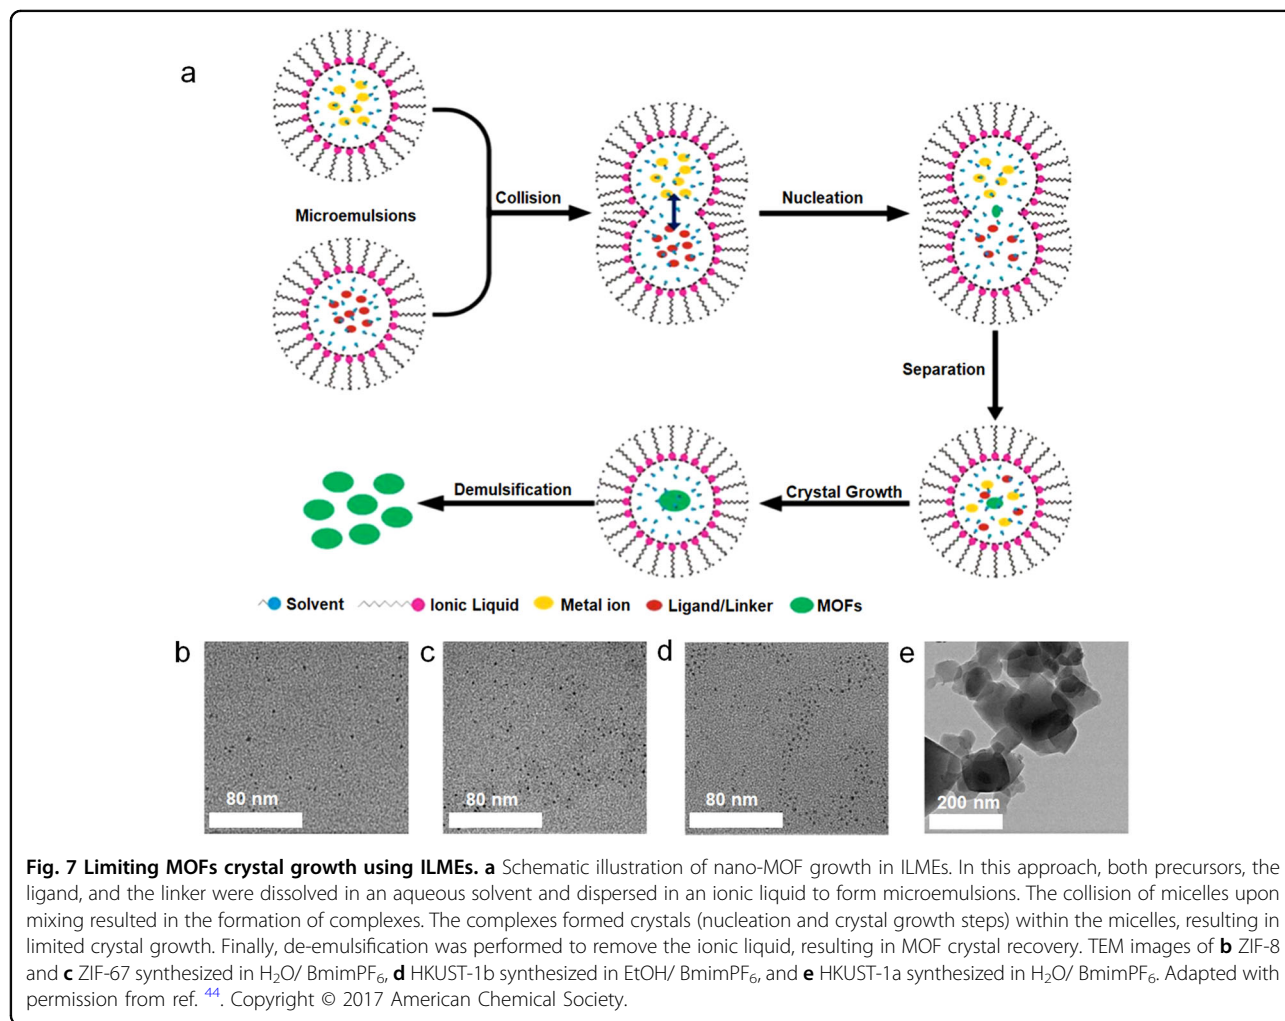 a
Microemulsions
Collision
Nucleation
Separation
Crystal Growth
Demulsification
Solvent Ionic Liquid Metal ion Ligand/Linker MOFs
b c d e
80 nm 80 nm 80 nm 200 nm
Fig. 7 Limiting MOFs crystal growth using ILMEs. a Schematic illustration of nano-MOF growth in ILMEs. In this approach, both precursors, the
ligand, and the linker were dissolved in an aqueous solvent and dispersed in an ionic liquid to form microemulsions. The collision of micelles upon
mixing resulted in the formation of complexes. The complexes formed crystals (nucleation and crystal growth steps) within the micelles, resulting in
limited crystal growth. Finally, de-emulsification was performed to remove the ionic liquid, resulting in MOF crystal recovery. TEM images of b ZIF-8
and c ZIF-67 synthesized in H₂O/ BmimPF₆, d HKUST-1b synthesized in EtOH/ BmimPF₆, and e HKUST-1a synthesized in H₂O/ BmimPF₆. Adapted with
permission from ref. ⁴⁴. Copyright © 2017 American Chemical Society.